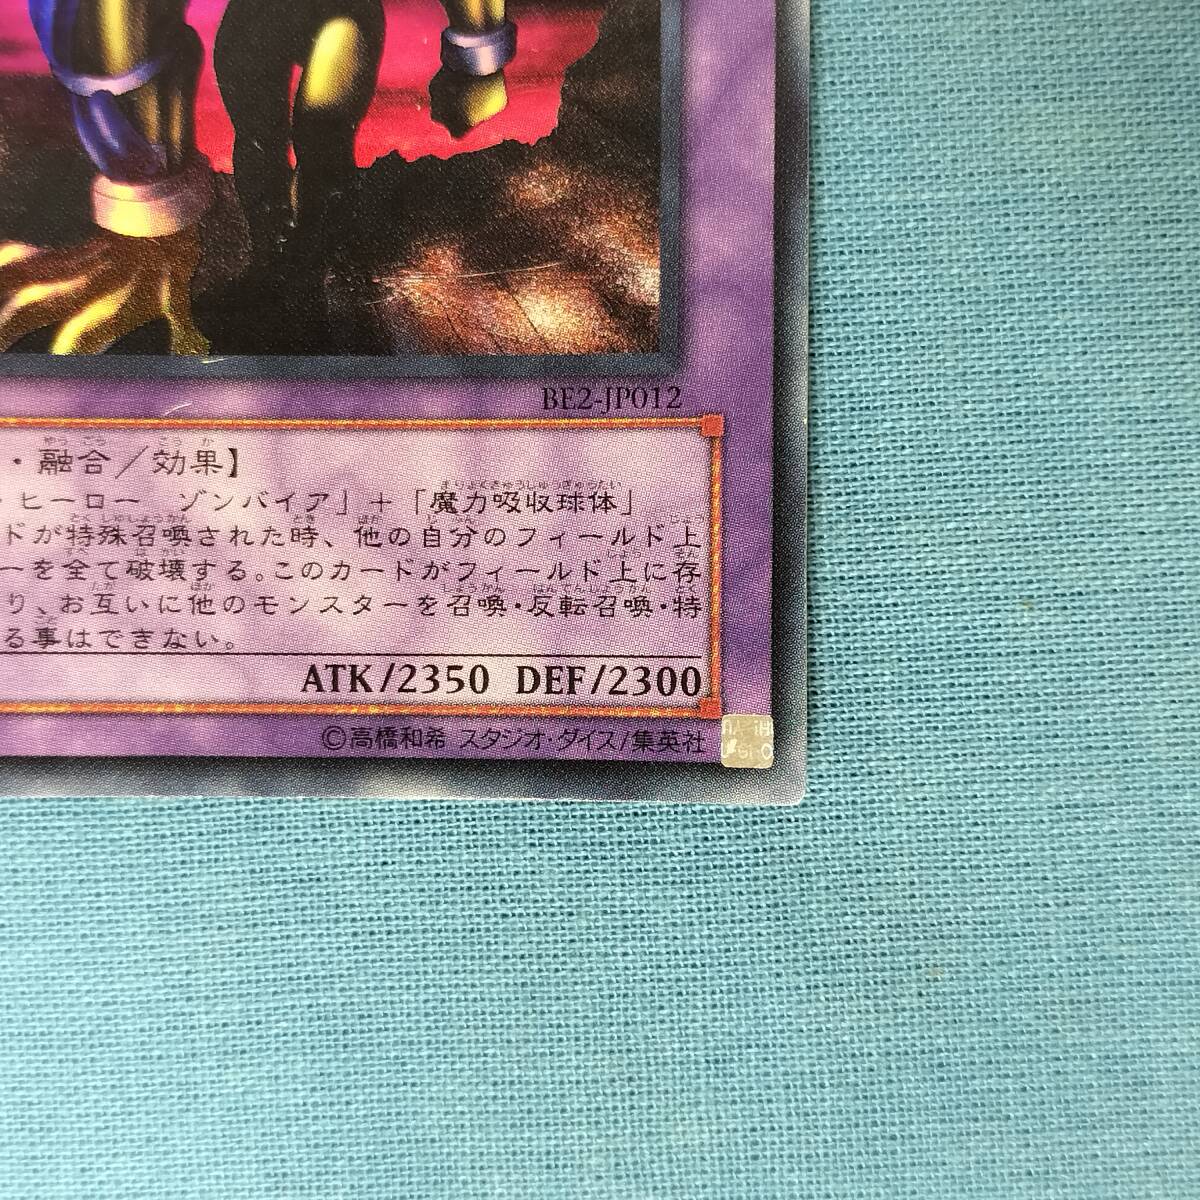 BE2-JP012
・融合／効果】
・ヒーロー ゾンバイア」＋「魔力吸収球体」
ドが特殊召喚された時、他の自分のフィールド上
ーを全て破壊する。このカードがフィールド上に存
り、お互いに他のモンスターを召喚・反転召喚・特
る事はできない。
ATK/2350 DEF/2300
©高橋和希 スタジオ・ダイス/集英社